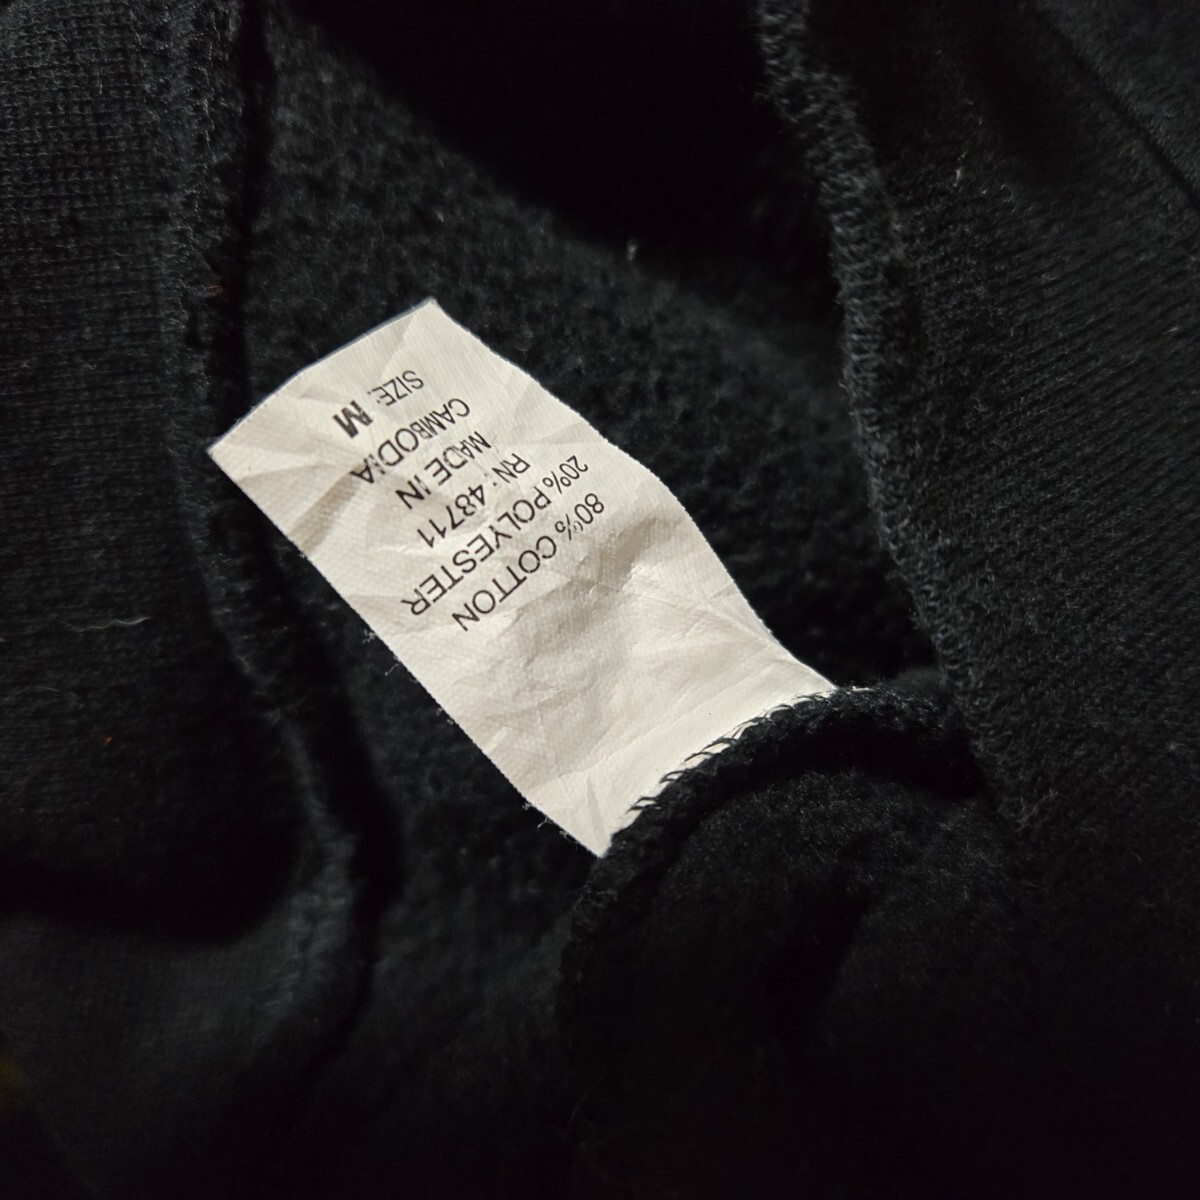 80% COTTON
20% POLYESTER
RN: 48711
MADE IN
CAMBODIA
SIZE: M